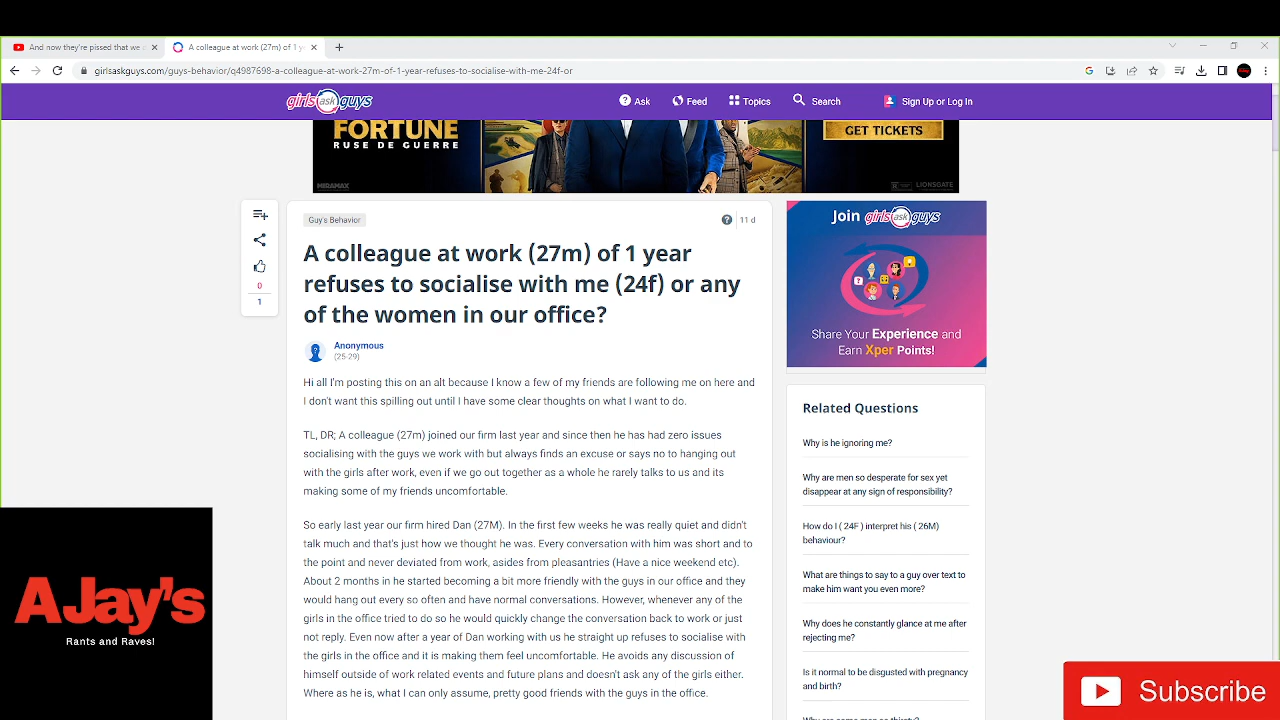 And now they're pissed that we
A colleague at work (27m) of 1 ye
girlsaskguys.com/guys-behavior/q4987698-a-colleague-at-work-27m-of-1-year-refuses-to-socialise-with-me-24f-or
girls ask guys
Ask
Feed
Topics
Search
Sign Up or Log In
FORTUNE
RUSE DE GUERRE
GET TICKETS
MIRAMAX
LIONSGATE
Guy's Behavior
11 d
A colleague at work (27m) of 1 year
refuses to socialise with me (24f) or any
of the women in our office?
0
1
Anonymous
(25-29)
Hi all I'm posting this on an alt because I know a few of my friends are following me on here and
I don't want this spilling out until I have some clear thoughts on what I want to do.
TL, DR; A colleague (27m) joined our firm last year and since then he has had zero issues
socialising with the guys we work with but always finds an excuse or says no to hanging out
with the girls after work, even if we go out together as a whole he rarely talks to us and its
making some of my friends uncomfortable.
So early last year our firm hired Dan (27M). In the first few weeks he was really quiet and didn't
talk much and that's just how we thought he was. Every conversation with him was short and to
the point and never deviated from work, asides from pleasantries (Have a nice weekend etc).
About 2 months in he started becoming a bit more friendly with the guys in our office and they
would hang out every so often and have normal conversations. However, whenever any of the
girls in the office tried to do so he would quickly change the conversation back to work or just
not reply. Even now after a year of Dan working with us he straight up refuses to socialise with
the girls in the office and it is making them feel uncomfortable. He avoids any discussion of
himself outside of work related events and future plans and doesn't ask any of the girls either.
Where as he is, what I can only assume, pretty good friends with the guys in the office.
Join girls ask guys
Share Your Experience and
Earn Xper Points!
Related Questions
Why is he ignoring me?
Why are men so desperate for sex yet
disappear at any sign of responsibility?
How do I ( 24F ) interpret his ( 26M)
behaviour?
What are things to say to a guy over text to
make him want you even more?
Why does he constantly glance at me after
rejecting me?
Is it normal to be disgusted with pregnancy
and birth?
Why are some men so thirsty?
AJay's
Rants and Raves!
Subscribe